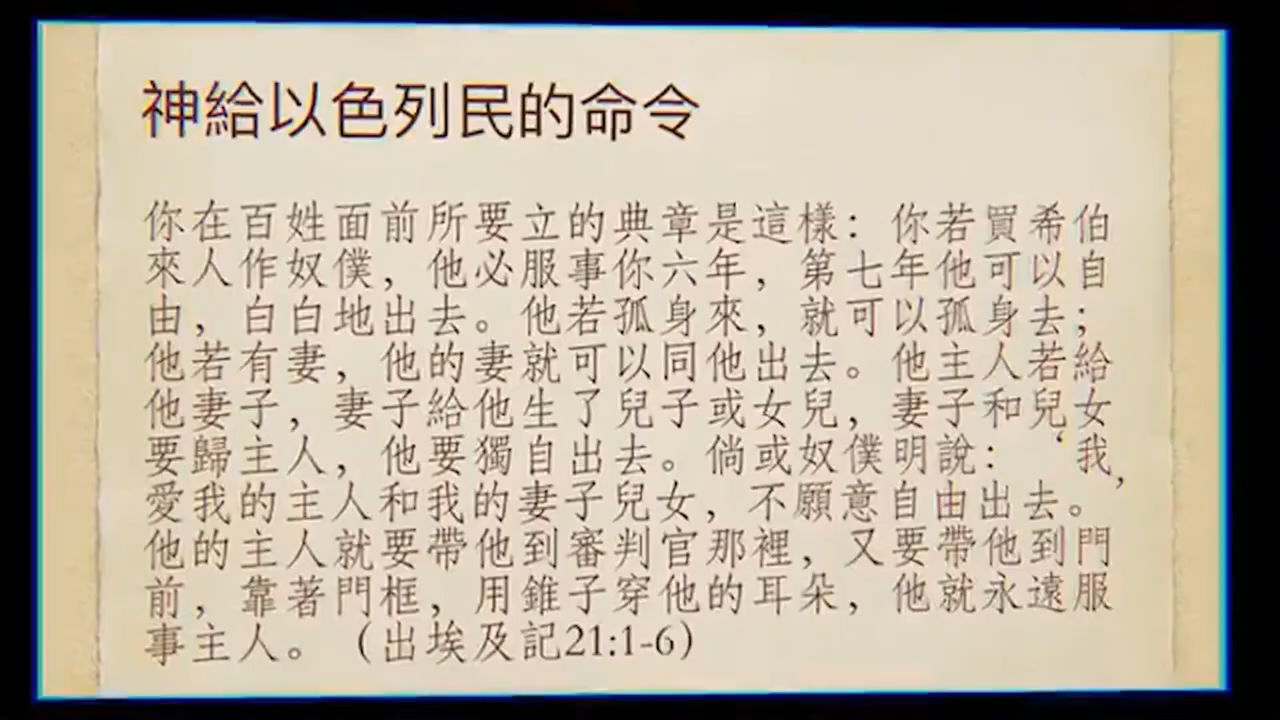 神給以色列民的命令
你在百姓面前所要立的典章是這樣：你若買希伯
來人作奴僕，他必服事你六年，第七年他可以自
由，白白地出去。他若孤身來，就可以孤身去；
他若有妻，他的妻就可以同他出去。他主人若給
他妻子，妻子給他生了兒子或女兒，妻子和兒女
要歸主人，他要獨自出去。倘或奴僕明說：‘我
愛我的主人和我的妻子兒女，不願意自由出去。’
他的主人就要帶他到審判官那裡，又要帶他到門
前，靠著門框，用錐子穿他的耳朵，他就永遠服
事主人。（出埃及記21:1-6）